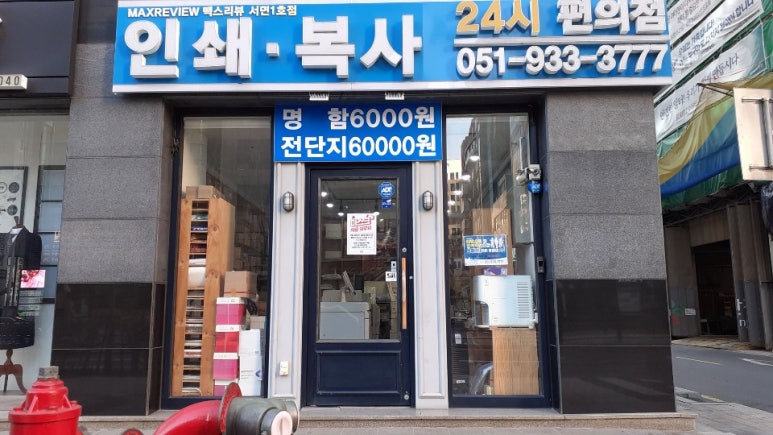 MAXREVIEW 맥스리뷰 서면1호점
인쇄·복사
24시 편의점
051-933-3777
명 함6000원
전단지60000원
040
ADT